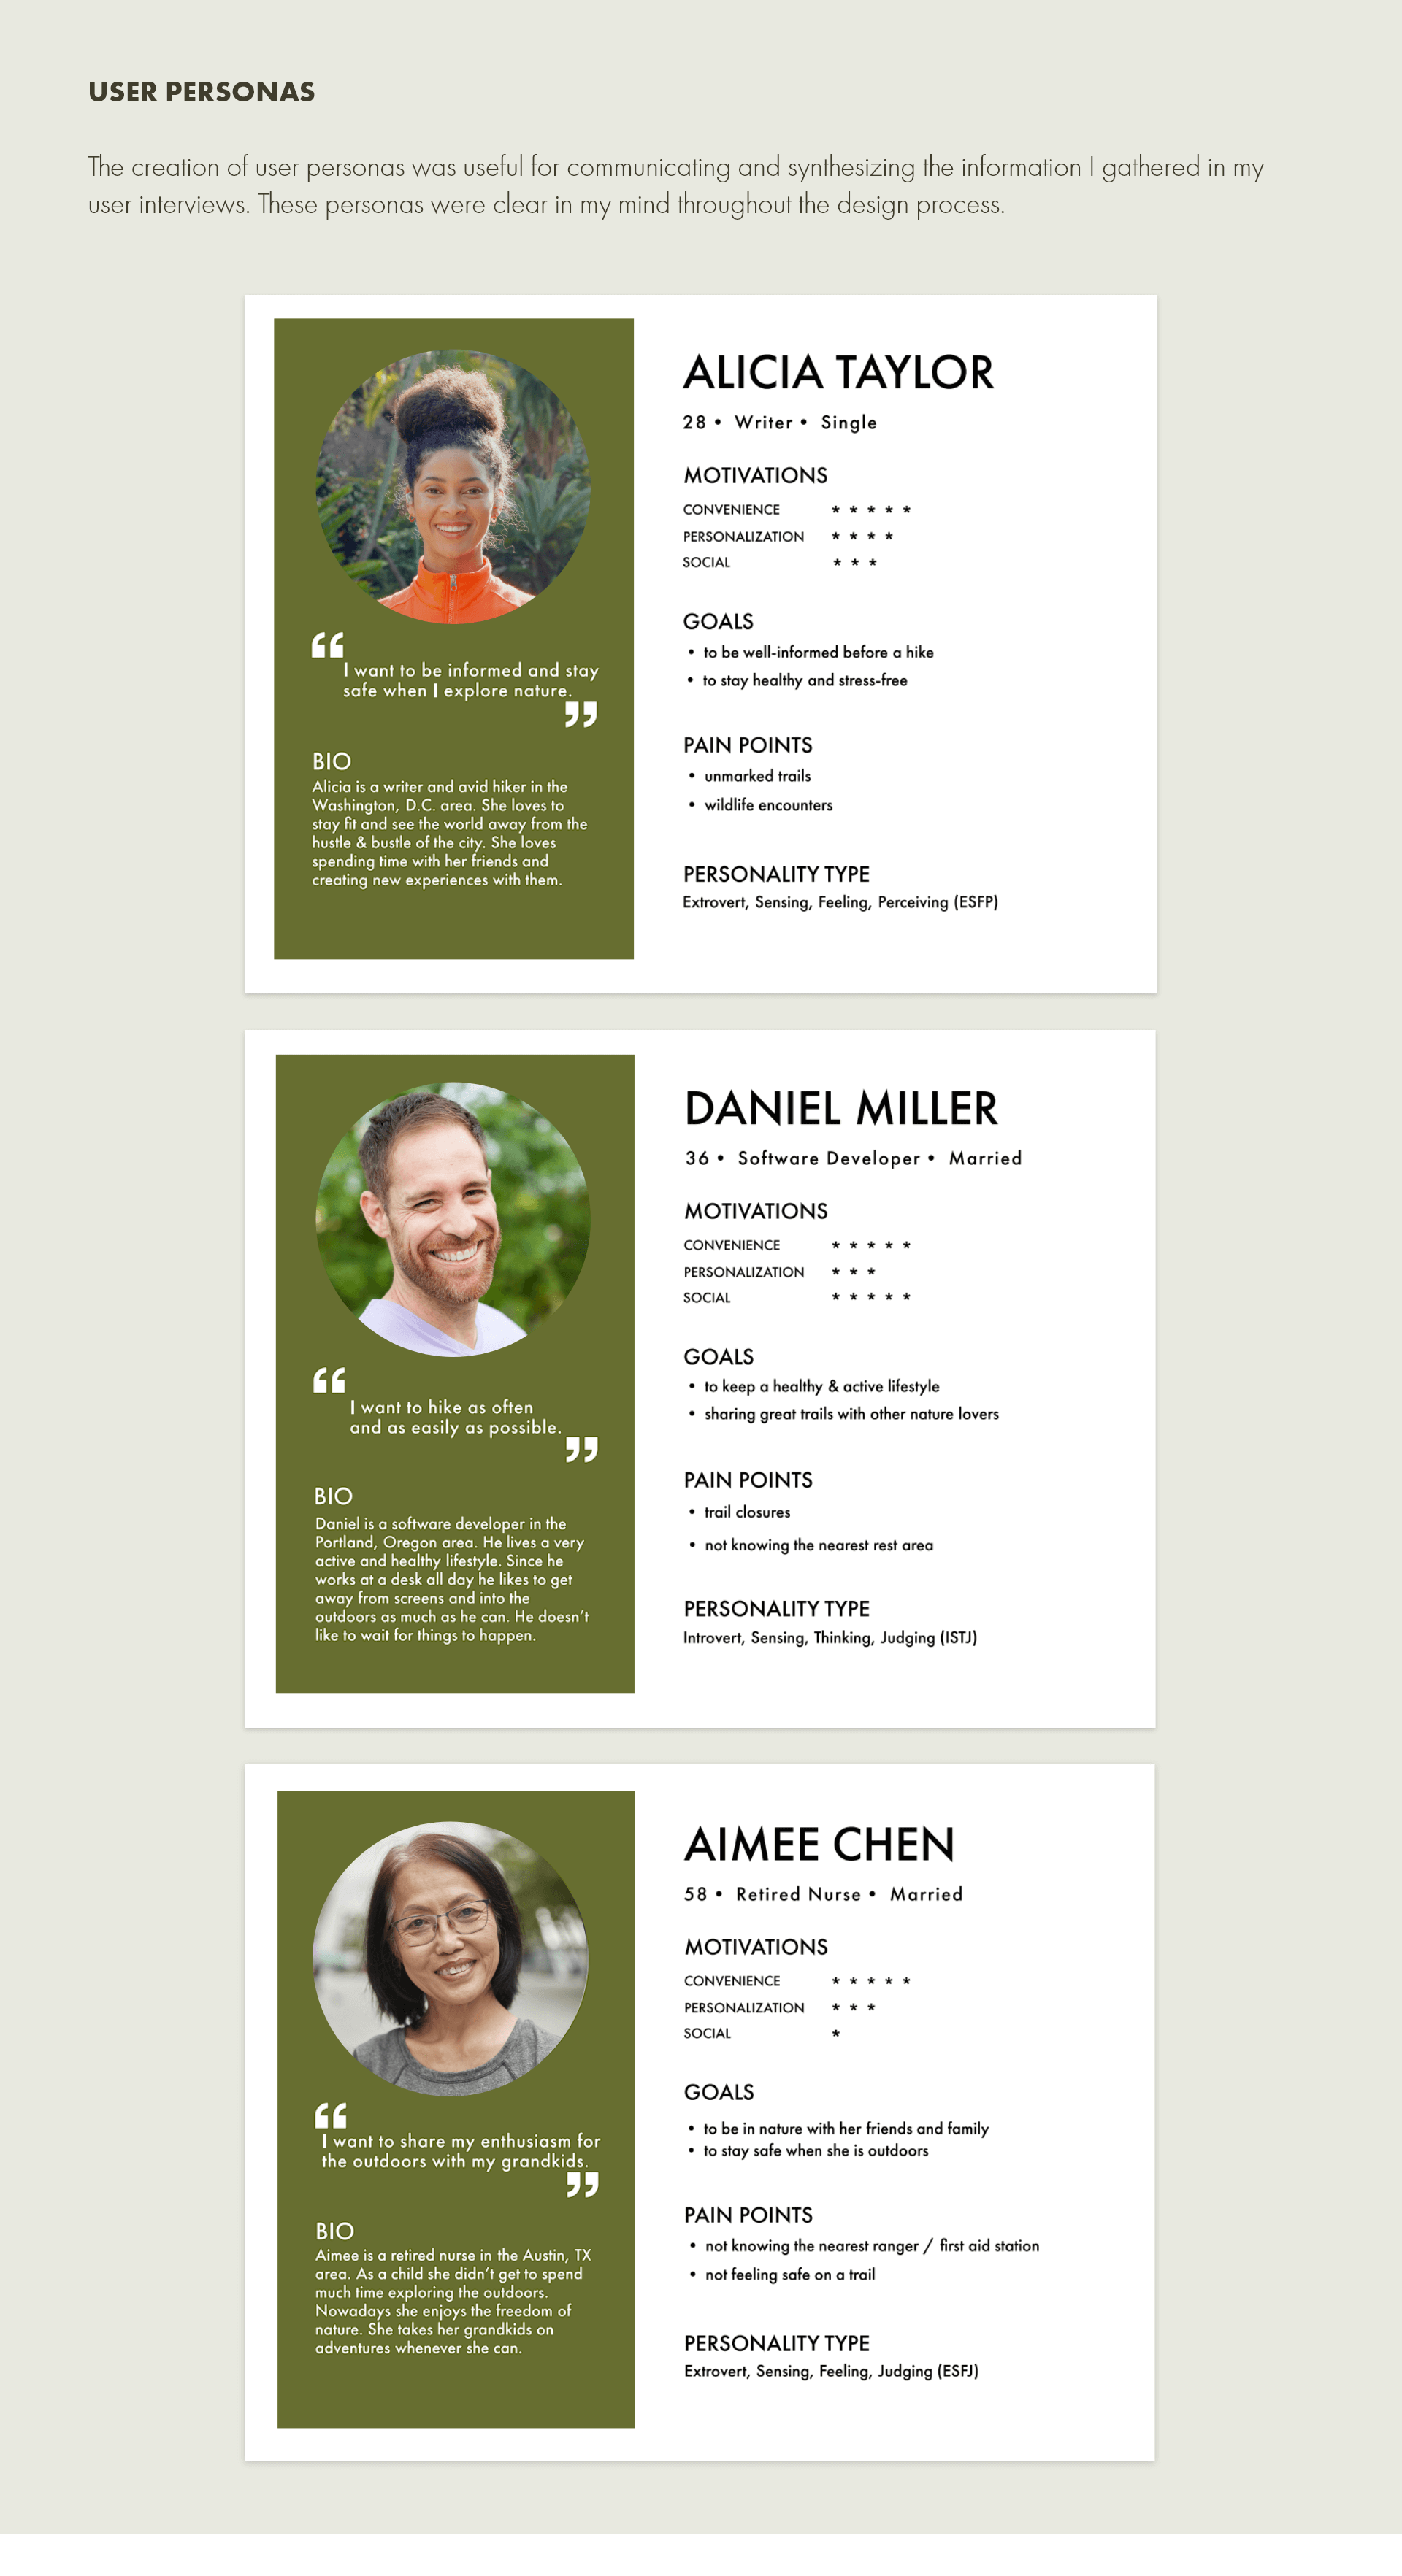 USER PERSONAS
The creation of user personas was useful for communicating and synthesizing the information I gathered in my
user interviews. These personas were clear in my mind throughout the design process.
“
I want to be informed and stay
safe when I explore nature.
”
BIO
Alicia is a writer and avid hiker in the
Washington, D.C. area. She loves to
stay fit and see the world away from the
hustle & bustle of the city. She loves
spending time with her friends and
creating new experiences with them.
ALICIA TAYLOR
28 • Writer • Single
MOTIVATIONS
CONVENIENCE * * * * *
PERSONALIZATION * * * *
SOCIAL * * *
GOALS
• to be well-informed before a hike
• to stay healthy and stress-free
PAIN POINTS
• unmarked trails
• wildlife encounters
PERSONALITY TYPE
Extrovert, Sensing, Feeling, Perceiving (ESFP)
“
I want to hike as often
and as easily as possible.
”
BIO
Daniel is a software developer in the
Portland, Oregon area. He lives a very
active and healthy lifestyle. Since he
works at a desk all day he likes to get
away from screens and into the
outdoors as much as he can. He doesn’t
like to wait for things to happen.
DANIEL MILLER
36 • Software Developer • Married
MOTIVATIONS
CONVENIENCE * * * * *
PERSONALIZATION * * *
SOCIAL * * * * *
GOALS
• to keep a healthy & active lifestyle
• sharing great trails with other nature lovers
PAIN POINTS
• trail closures
• not knowing the nearest rest area
PERSONALITY TYPE
Introvert, Sensing, Thinking, Judging (ISTJ)
“
I want to share my enthusiasm for
the outdoors with my grandkids.
”
BIO
Aimee is a retired nurse in the Austin, TX
area. As a child she didn’t get to spend
much time exploring the outdoors.
Nowadays she enjoys the freedom of
nature. She takes her grandkids on
adventures whenever she can.
AIMEE CHEN
58 • Retired Nurse • Married
MOTIVATIONS
CONVENIENCE * * * * *
PERSONALIZATION * * *
SOCIAL *
GOALS
• to be in nature with her friends and family
• to stay safe when she is outdoors
PAIN POINTS
• not knowing the nearest ranger / first aid station
• not feeling safe on a trail
PERSONALITY TYPE
Extrovert, Sensing, Feeling, Judging (ESFJ)